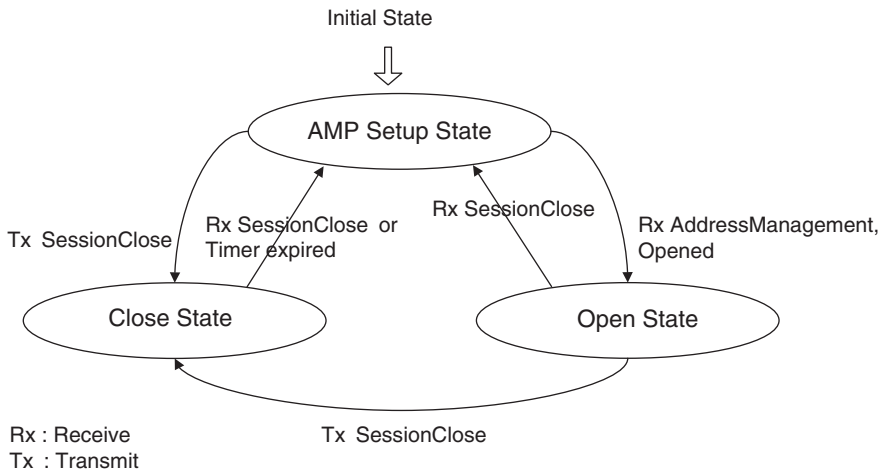 Initial State
AMP Setup State
Tx SessionClose
Rx SessionClose or
Timer expired
Rx SessionClose
Rx AddressManagement,
Opened
Close State
Open State
Tx SessionClose
Rx : Receive
Tx : Transmit